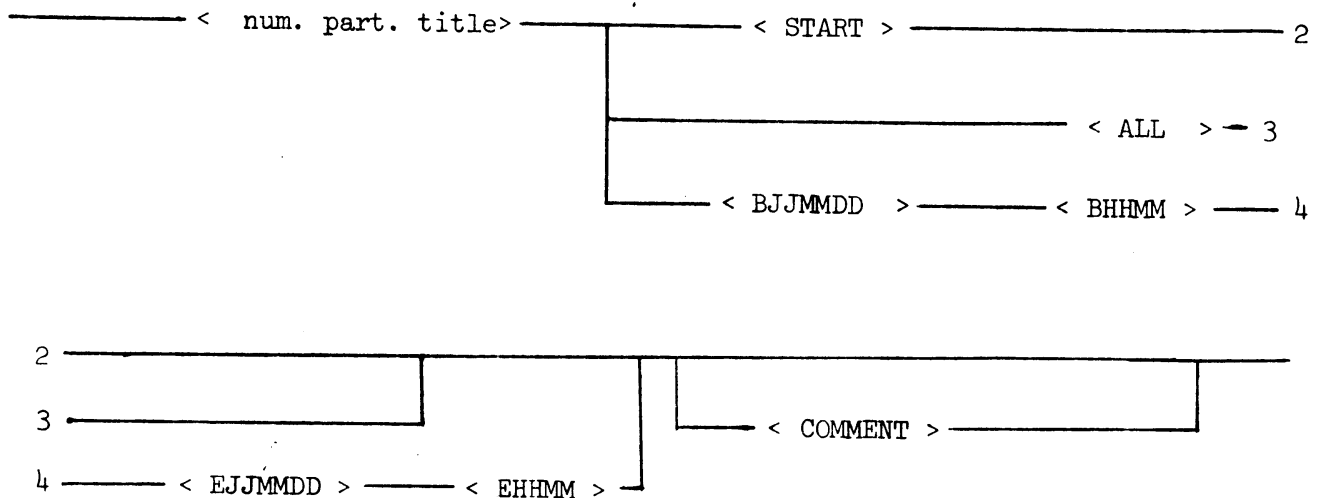 < num. part. title> < START > 2
< ALL > 3
< BJJMMDD > < BHHMM > 4
2
3 < COMMENT >
4 < EJJMMDD > < EHHMM >